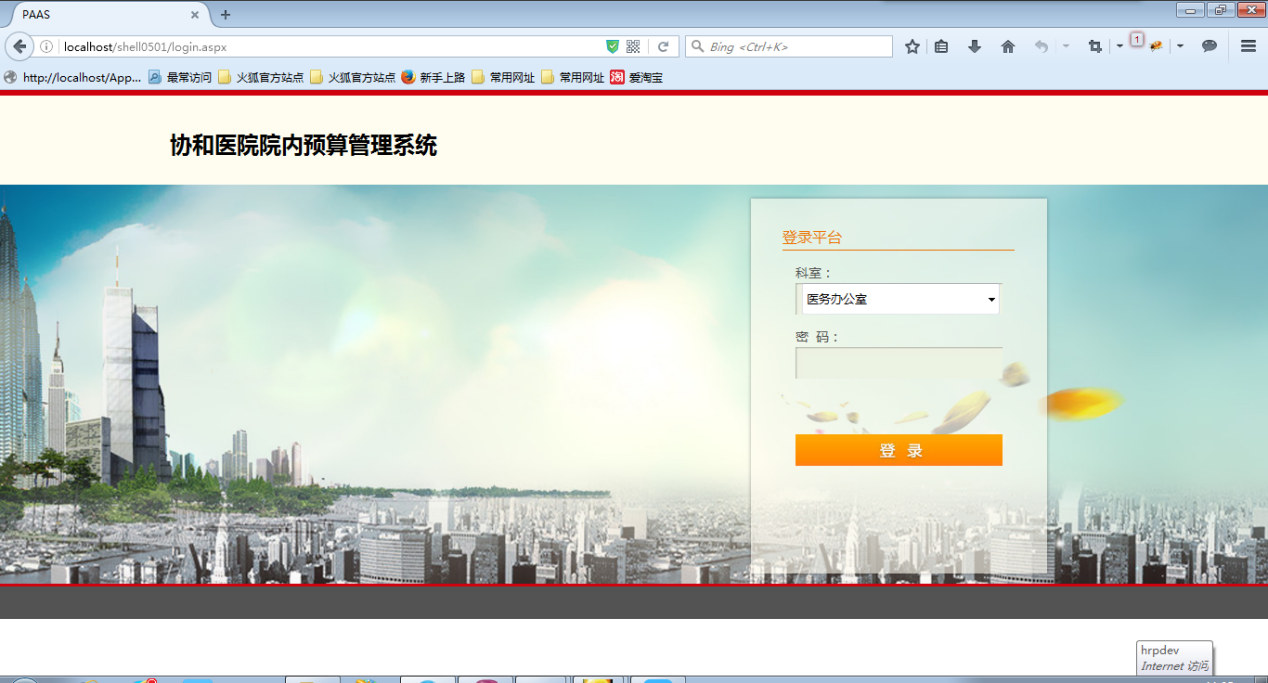 PAAS
localhost/shell0501/login.aspx
Bing <Ctrl+K>
1
http://localhost/App... 最常访问 火狐官方站点 火狐官方站点 新手上路 常用网址 常用网址 淘 爱淘宝
协和医院院内预算管理系统
登录平台
科室：
医务办公室
密 码：
登 录
hrpdev
Internet 访问